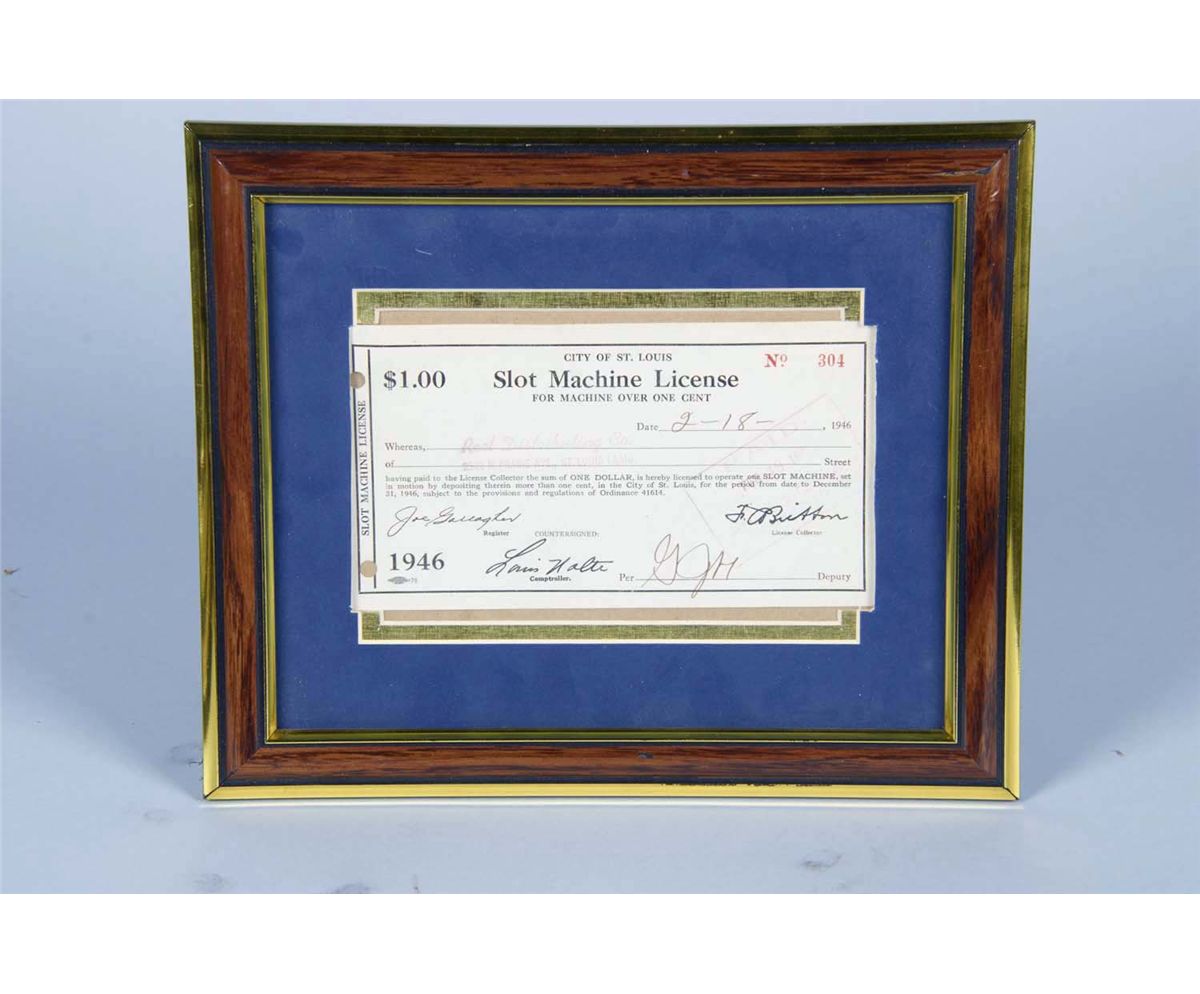 CITY OF ST. LOUIS
Nº 304
$1.00 Slot Machine License
FOR MACHINE OVER ONE CENT
Date 2-18- , 1946
Whereas, Distributing Co.
of Street
having paid to the License Collector the sum of ONE DOLLAR, is hereby licensed to operate one SLOT MACHINE, set
in motion by depositing therein more than one cent, in the City of St. Louis, for the period from date to December
31, 1946, subject to the provisions and regulations of Ordinance 41614.
Joe Gallagher
Register
COUNTERSIGNED:
F. Britton
License Collector
1946
Louis Nolte
Comptroller.
Per Deputy
SLOT MACHINE LICENSE